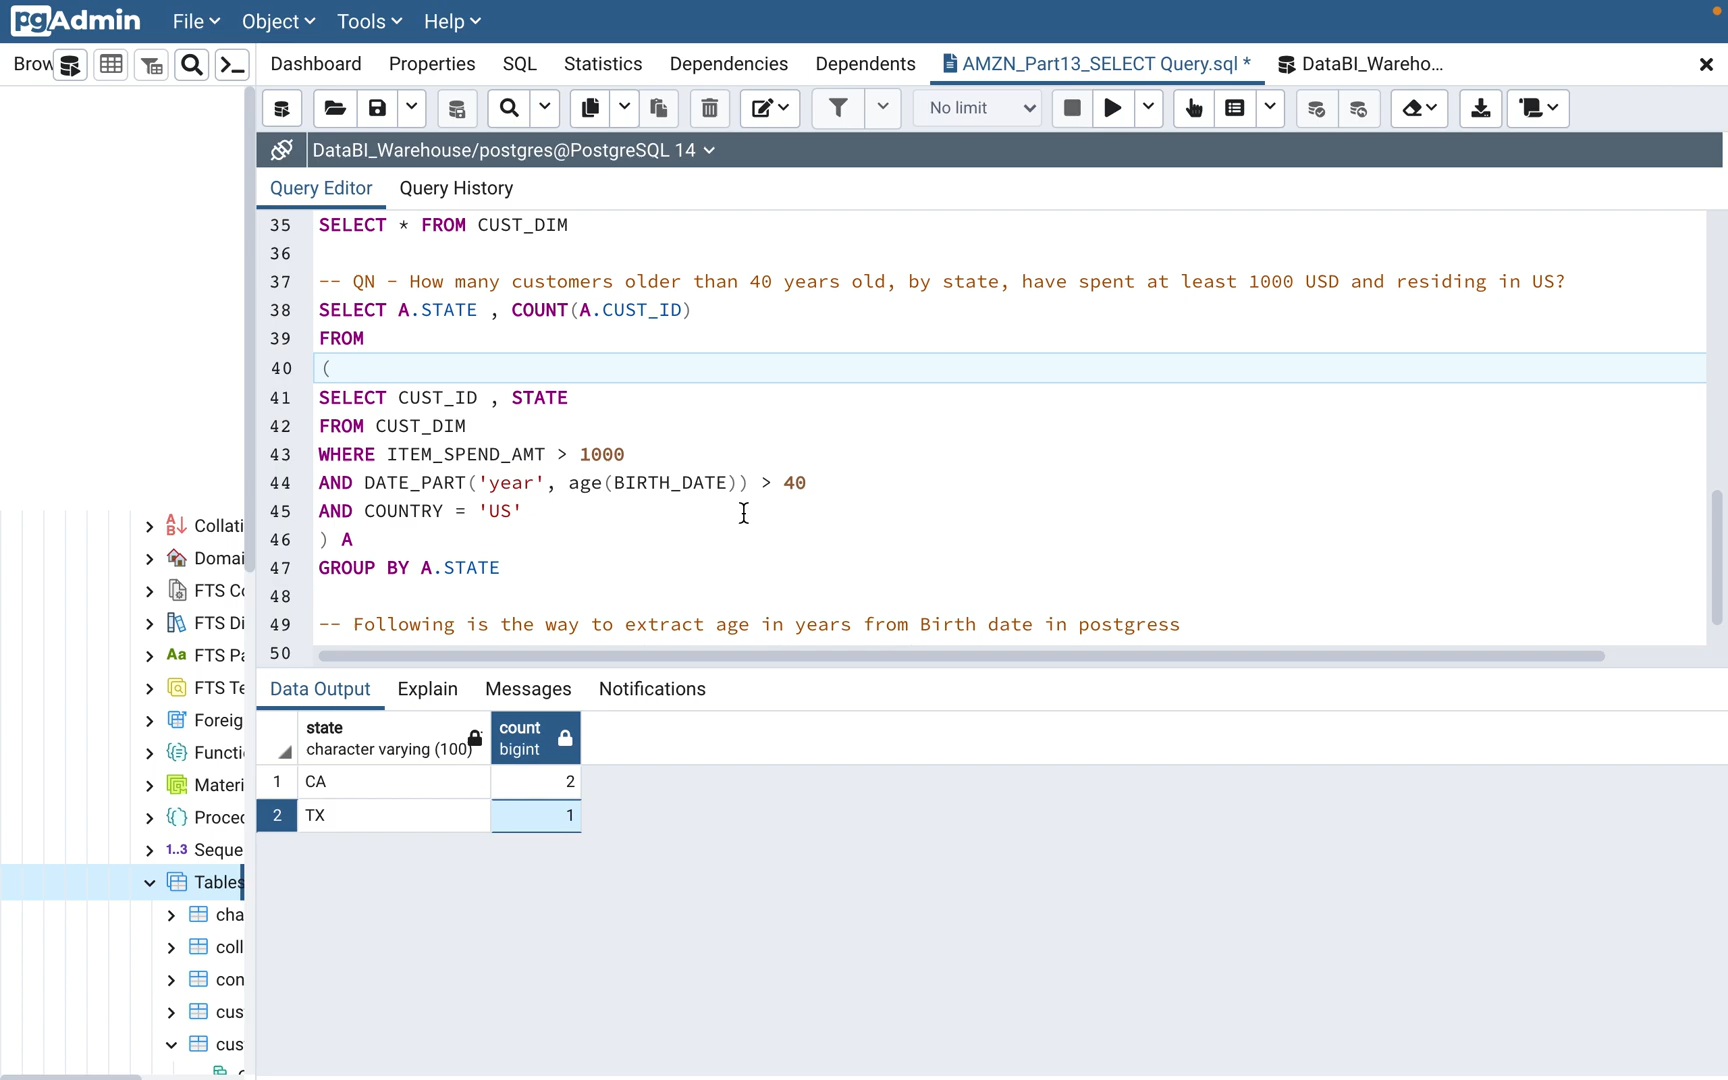 pgAdmin File Object Tools Help
Brow Dashboard Properties SQL Statistics Dependencies Dependents AMZN_Part13_SELECT Query.sql * DataBI_Wareho...
No limit
DataBI_Warehouse/postgres@PostgreSQL 14
Query Editor Query History
35 SELECT * FROM CUST_DIM
36
37 -- QN - How many customers older than 40 years old, by state, have spent at least 1000 USD and residing in US?
38 SELECT A.STATE , COUNT(A.CUST_ID)
39 FROM
40 (
41 SELECT CUST_ID , STATE
42 FROM CUST_DIM
43 WHERE ITEM_SPEND_AMT > 1000
44 AND DATE_PART('year', age(BIRTH_DATE)) > 40
45 AND COUNTRY = 'US'
46 ) A
47 GROUP BY A.STATE
48
49 -- Following is the way to extract age in years from Birth date in postgress
50
Collati
Domai
FTS Co
FTS Di
FTS Pa
FTS Te
Foreig
Functi
Materi
Proced
1..3 Seque
Tables
cha
coll
con
cus
cus
Data Output Explain Messages Notifications
state count
character varying (100) bigint
1 CA 2
2 TX 1